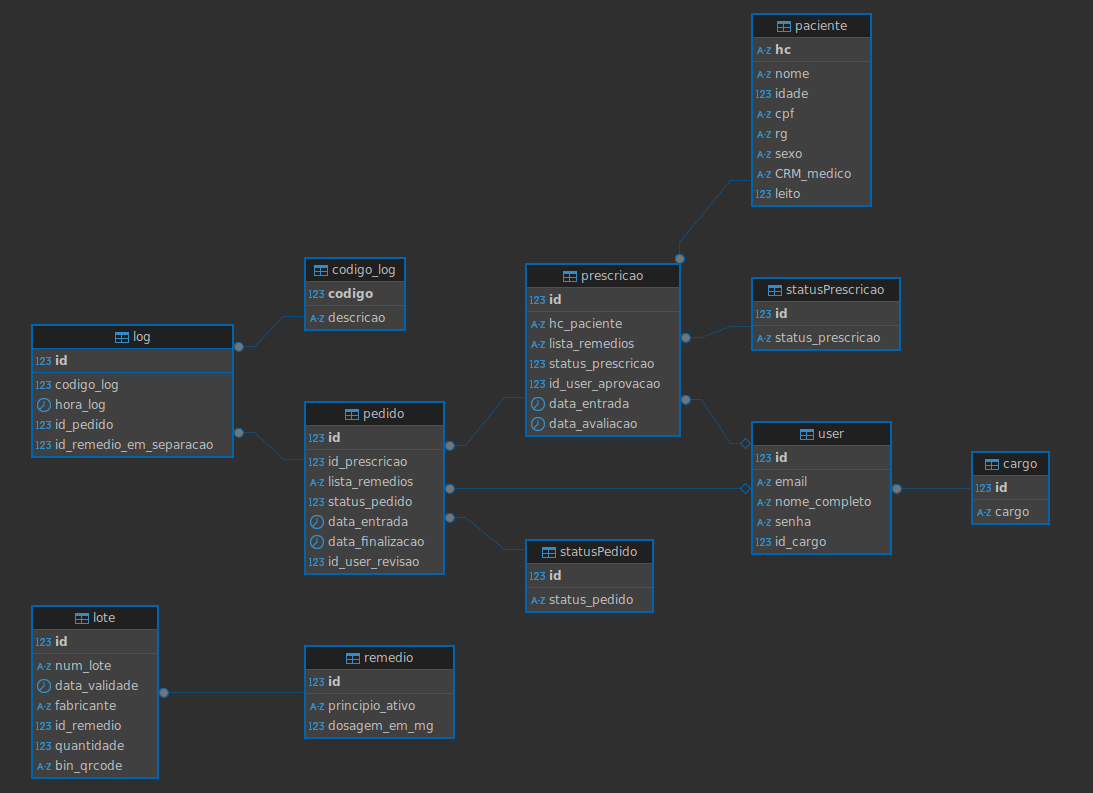 paciente
A-Z hc
A-Z nome
123 idade
A-Z cpf
A-Z rg
A-Z sexo
A-Z CRM_medico
123 leito
codigo_log
123 codigo
A-Z descricao
prescricao
123 id
A-Z hc_paciente
A-Z lista_remedios
123 status_prescricao
123 id_user_aprovacao
data_entrada
data_avaliacao
statusPrescricao
123 id
A-Z status_prescricao
log
123 id
123 codigo_log
hora_log
123 id_pedido
123 id_remedio_em_separacao
pedido
123 id
123 id_prescricao
A-Z lista_remedios
123 status_pedido
data_entrada
data_finalizacao
123 id_user_revisao
user
123 id
A-Z email
A-Z nome_completo
A-Z senha
123 id_cargo
cargo
123 id
A-Z cargo
statusPedido
123 id
A-Z status_pedido
lote
123 id
A-Z num_lote
data_validade
A-Z fabricante
123 id_remedio
123 quantidade
A-Z bin_qrcode
remedio
123 id
A-Z principio_ativo
123 dosagem_em_mg